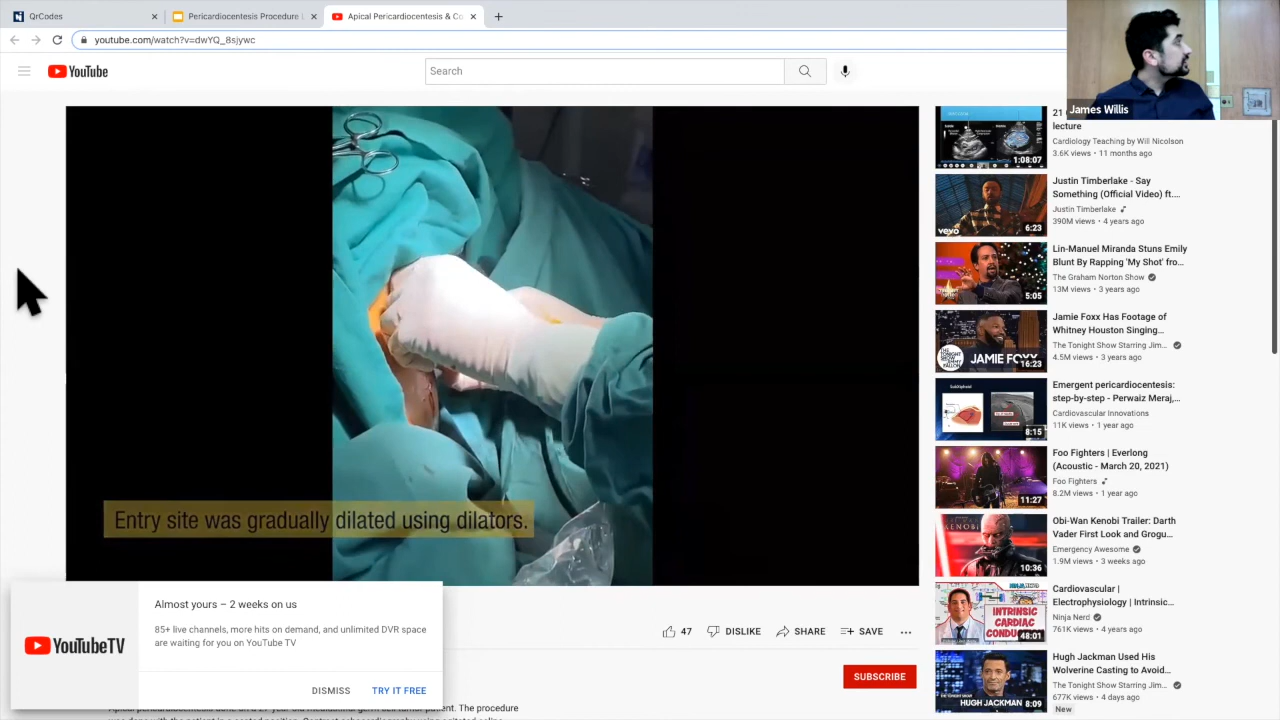 QrCodes
Pericardiocentesis Procedure
Apical Pericardiocentesis & Co
youtube.com/watch?v=dwYQ_8sjywc
YouTube
Search
James Willis
Entry site was gradually dilated using dilators.
Almost yours – 2 weeks on us
85+ live channels, more hits on demand, and unlimited DVR space
are waiting for you on YouTube TV
YouTubeTV
DISMISS
TRY IT FREE
47
DISLIKE
SHARE
SAVE
SUBSCRIBE
The procedure
21
lecture
Cardiology Teaching by Will Nicolson
3.6K views • 11 months ago
1:08:07
Justin Timberlake - Say
Something (Official Video) ft....
Justin Timberlake
390M views • 4 years ago
vevo
6:23
Lin-Manuel Miranda Stuns Emily
Blunt By Rapping 'My Shot' fro...
The Graham Norton Show
13M views • 3 years ago
5:05
Jamie Foxx Has Footage of
Whitney Houston Singing...
The Tonight Show Starring Jim...
4.5M views • 3 years ago
JAMIE FOXX
16:23
Emergent pericardiocentesis:
step-by-step - Perwaiz Meraj,...
Cardiovascular Innovations
11K views • 1 year ago
8:15
Foo Fighters | Everlong
(Acoustic - March 20, 2021)
Foo Fighters
8.2M views • 1 year ago
11:27
Obi-Wan Kenobi Trailer: Darth
Vader First Look and Grogu...
Emergency Awesome
1.9M views • 3 weeks ago
10:36
Cardiovascular |
Electrophysiology | Intrinsic...
Ninja Nerd
761K views • 4 years ago
INTRINSIC
CARDIAC
48:01
Hugh Jackman Used His
Wolverine Casting to Avoid...
The Tonight Show Starring Jim...
677K views • 4 days ago
New
HUGH JACKMAN
8:09